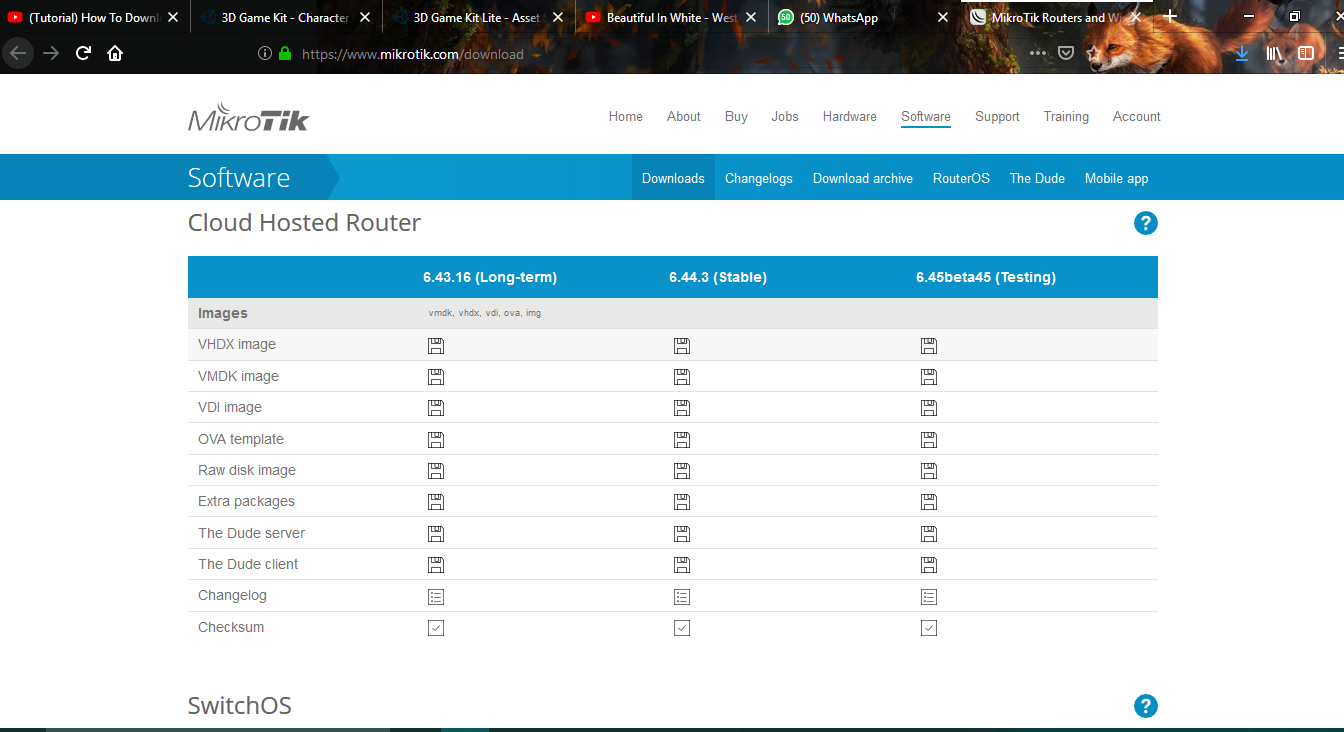 (Tutorial) How To Downl
3D Game Kit - Character
3D Game Kit Lite - Asset
Beautiful In White - West
50
(50) WhatsApp
MikroTik Routers and Wi
https://www.mikrotik.com/download
MikroTik
Home About Buy Jobs Hardware Software Support Training Account
Software
Downloads Changelogs Download archive RouterOS The Dude Mobile app
Cloud Hosted Router ?
6.43.16 (Long-term) 6.44.3 (Stable) 6.45beta45 (Testing)
Images vmdk, vhdx, vdi, ova, img
VHDX image
VMDK image
VDI image
OVA template
Raw disk image
Extra packages
The Dude server
The Dude client
Changelog
Checksum
SwitchOS ?